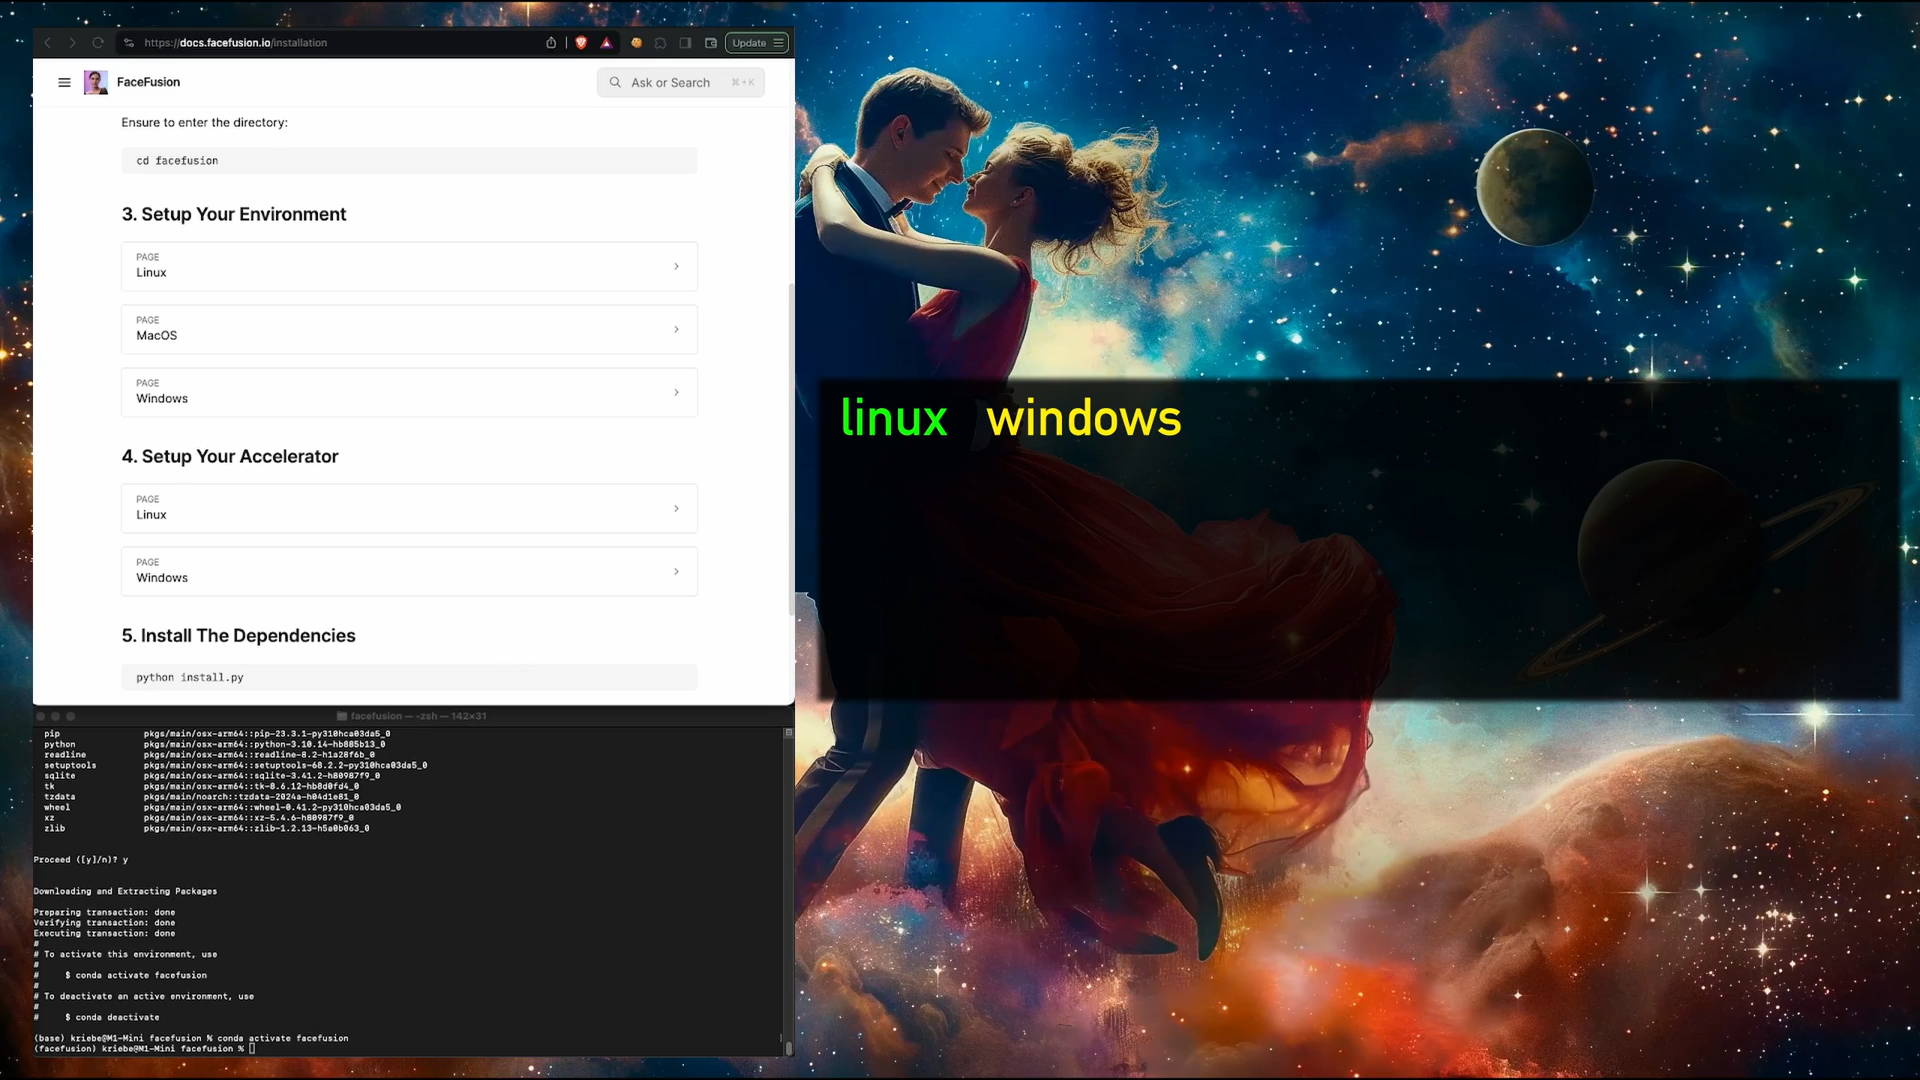 https://docs.facefusion.io/installation
Update
FaceFusion
Ask or Search
⌘+K
Ensure to enter the directory:
cd facefusion
3. Setup Your Environment
PAGE
Linux
PAGE
MacOS
PAGE
Windows
4. Setup Your Accelerator
PAGE
Linux
PAGE
Windows
5. Install The Dependencies
python install.py
linux windows
facefusion — -zsh — 142×31
pip pkgs/main/osx-arm64::pip-23.3.1-py310hca03da5_0
python pkgs/main/osx-arm64::python-3.10.14-hb885b13_0
readline pkgs/main/osx-arm64::readline-8.2-h1a28f6b_0
setuptools pkgs/main/osx-arm64::setuptools-68.2.2-py310hca03da5_0
sqlite pkgs/main/osx-arm64::sqlite-3.41.2-h80987f9_0
tk pkgs/main/osx-arm64::tk-8.6.12-hb8d0fd4_0
tzdata pkgs/main/noarch::tzdata-2024a-h04d1e81_0
wheel pkgs/main/osx-arm64::wheel-0.41.2-py310hca03da5_0
xz pkgs/main/osx-arm64::xz-5.4.6-h80987f9_0
zlib pkgs/main/osx-arm64::zlib-1.2.13-h5a0b063_0
Proceed ([y]/n)? y
Downloading and Extracting Packages
Preparing transaction: done
Verifying transaction: done
Executing transaction: done
#
# To activate this environment, use
#
# $ conda activate facefusion
#
# To deactivate an active environment, use
#
# $ conda deactivate
(base) kriebe@M1-Mini facefusion % conda activate facefusion
(facefusion) kriebe@M1-Mini facefusion %